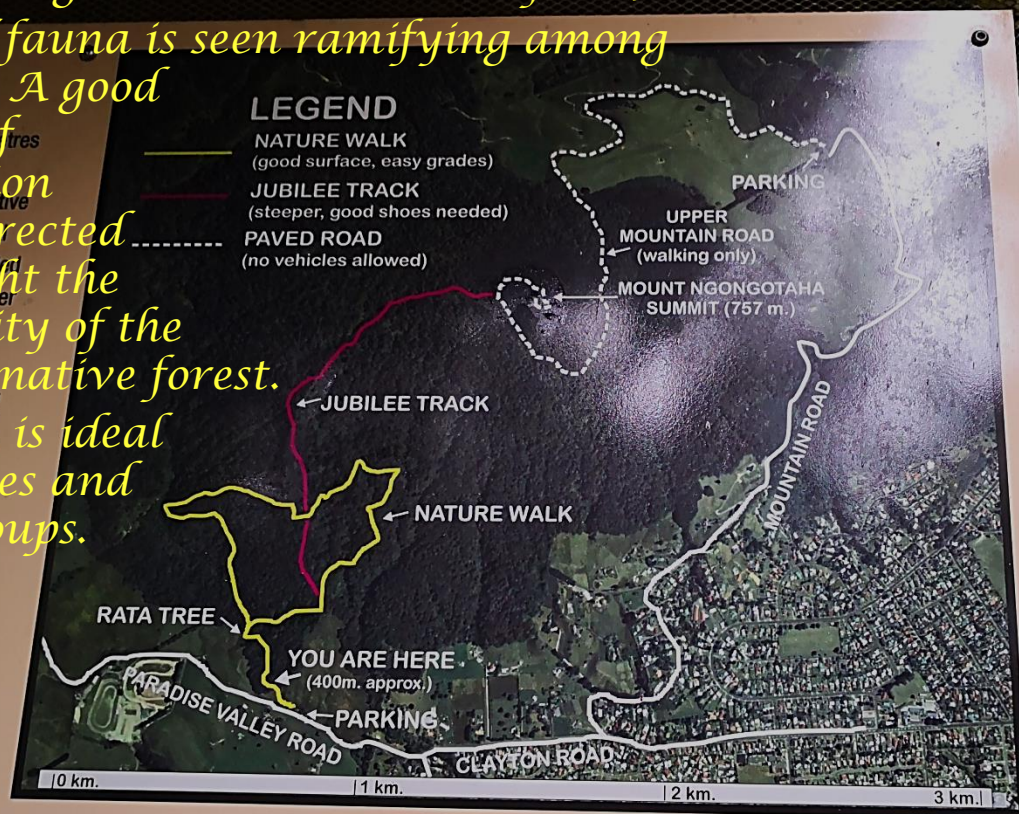 fauna is seen ramifying among
A good
f
tres
on
tive
rected
ht the
er
ity of the
native forest.
is ideal
es and
oups.
LEGEND
NATURE WALK
(good surface, easy grades)
JUBILEE TRACK
(steeper, good shoes needed)
PAVED ROAD
(no vehicles allowed)
PARKING
UPPER
MOUNTAIN ROAD
(walking only)
MOUNT NGONGOTAHA
SUMMIT (757 m.)
JUBILEE TRACK
MOUNTAIN ROAD
NATURE WALK
RATA TREE
YOU ARE HERE
(400m. approx.)
PARADISE VALLEY ROAD
PARKING
CLAYTON ROAD
0 km.
1 km.
2 km.
3 km.